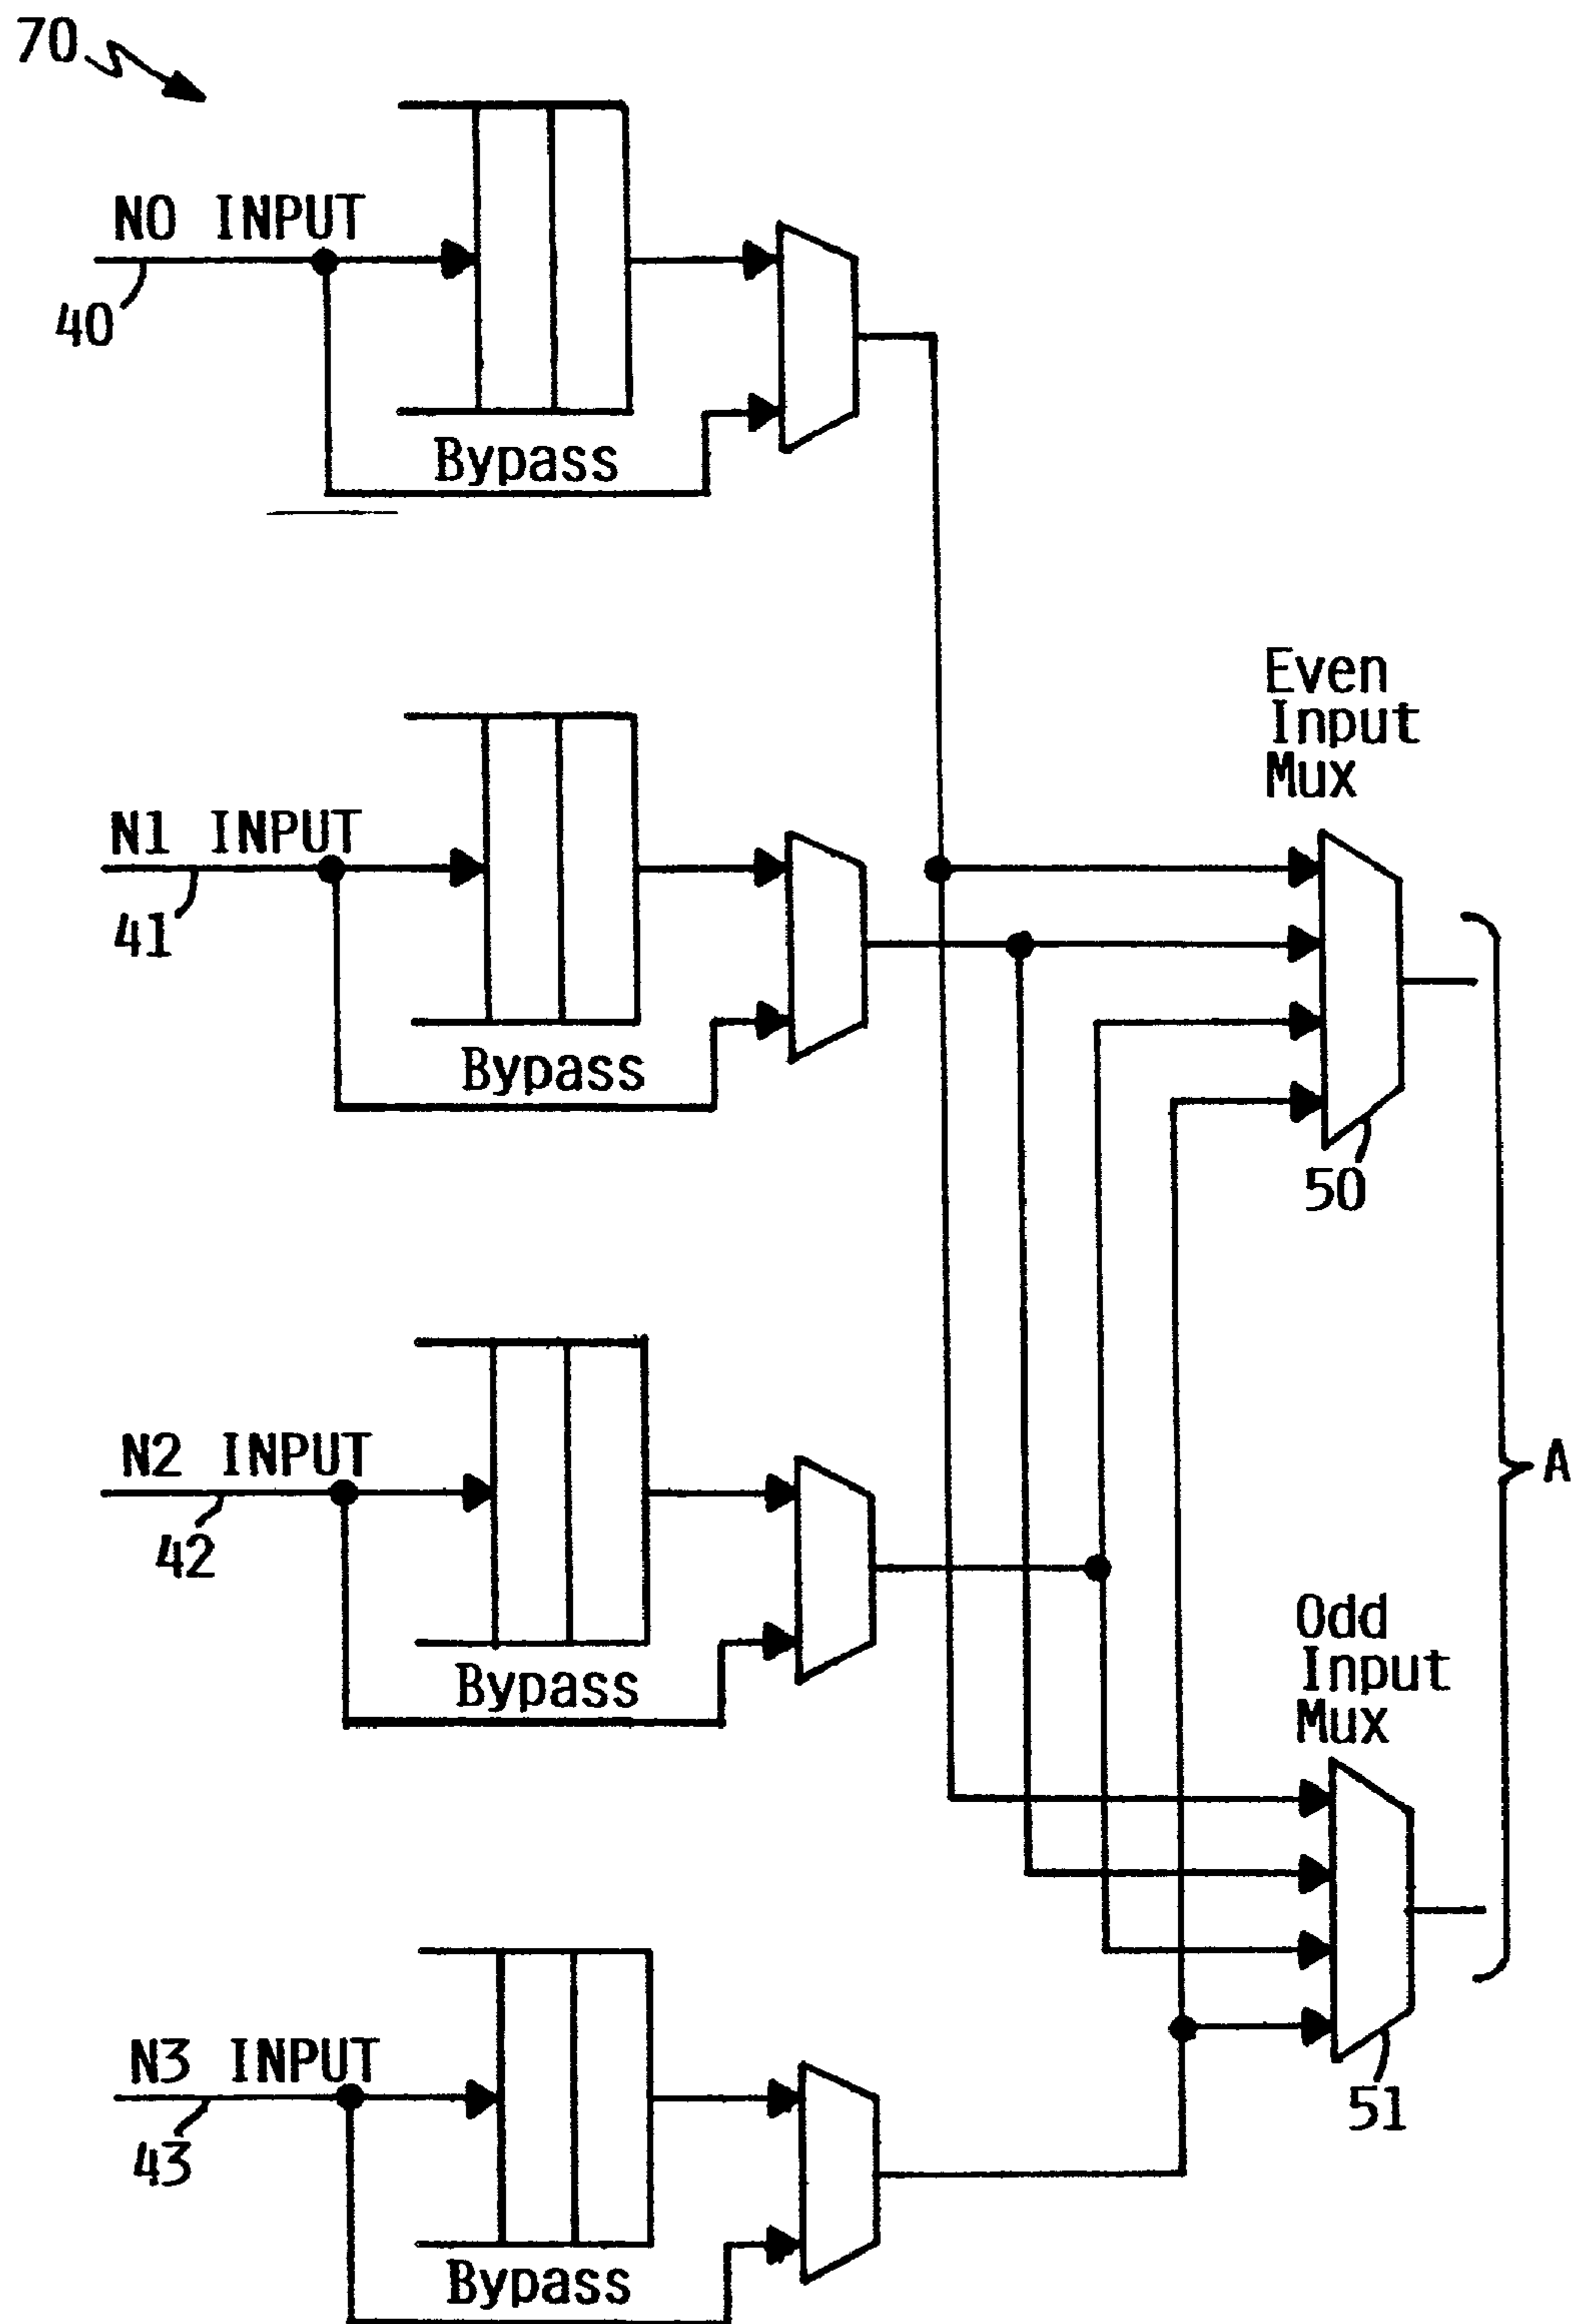 70
NO INPUT
40
Bypass
Even
Input
Mux
N1 INPUT
41
Bypass
50
A
N2 INPUT
42
Bypass
Odd
Input
Mux
N3 INPUT
43
51
Bypass